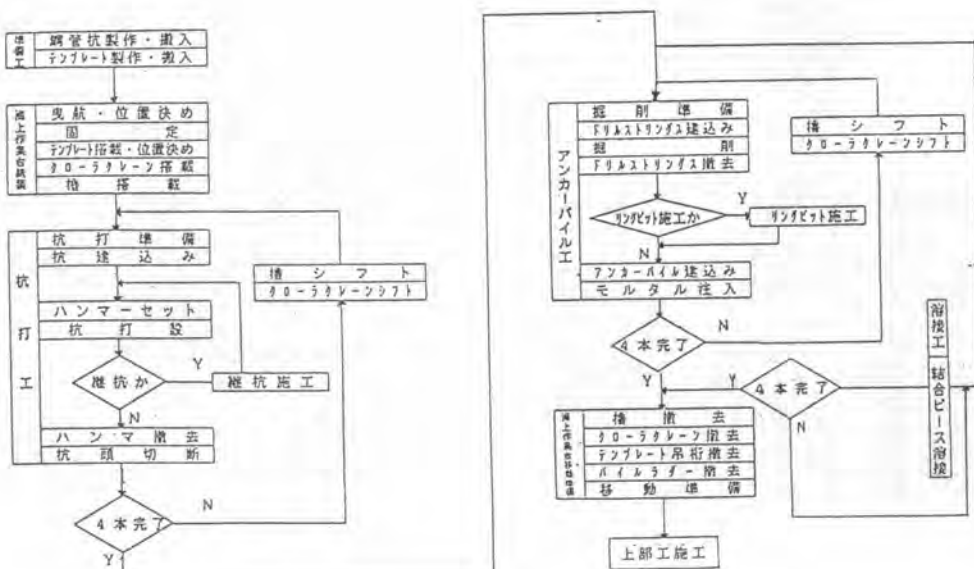 準備工
鋼管杭製作・搬入
テンプレート製作・搬入
曳航・位置決め
固定
テンプレート搭載・位置決め
クローラクレーン搭載
櫓搭載
杭打工
杭打準備
杭建込み
ハンマーセット
杭打設
継杭か
Y
継杭施工
N
ハンマ撤去
杭頭切断
4本完了
N
Y
櫓シフト
クローラクレーンシフト
アンカーパイル工
掘削準備
ドリルストリングス建込み
掘削
ドリルストリングス撤去
リングビット施工か
Y
リングビット施工
N
アンカーパイル建込み
モルタル注入
4本完了
N
Y
櫓シフト
クローラクレーンシフト
溶接工
結合ピース溶接
4本完了
Y
N
櫓撤去
クローラクレーン撤去
テンプレート吊桁撤去
パイルラダー撤去
移動準備
上部工施工